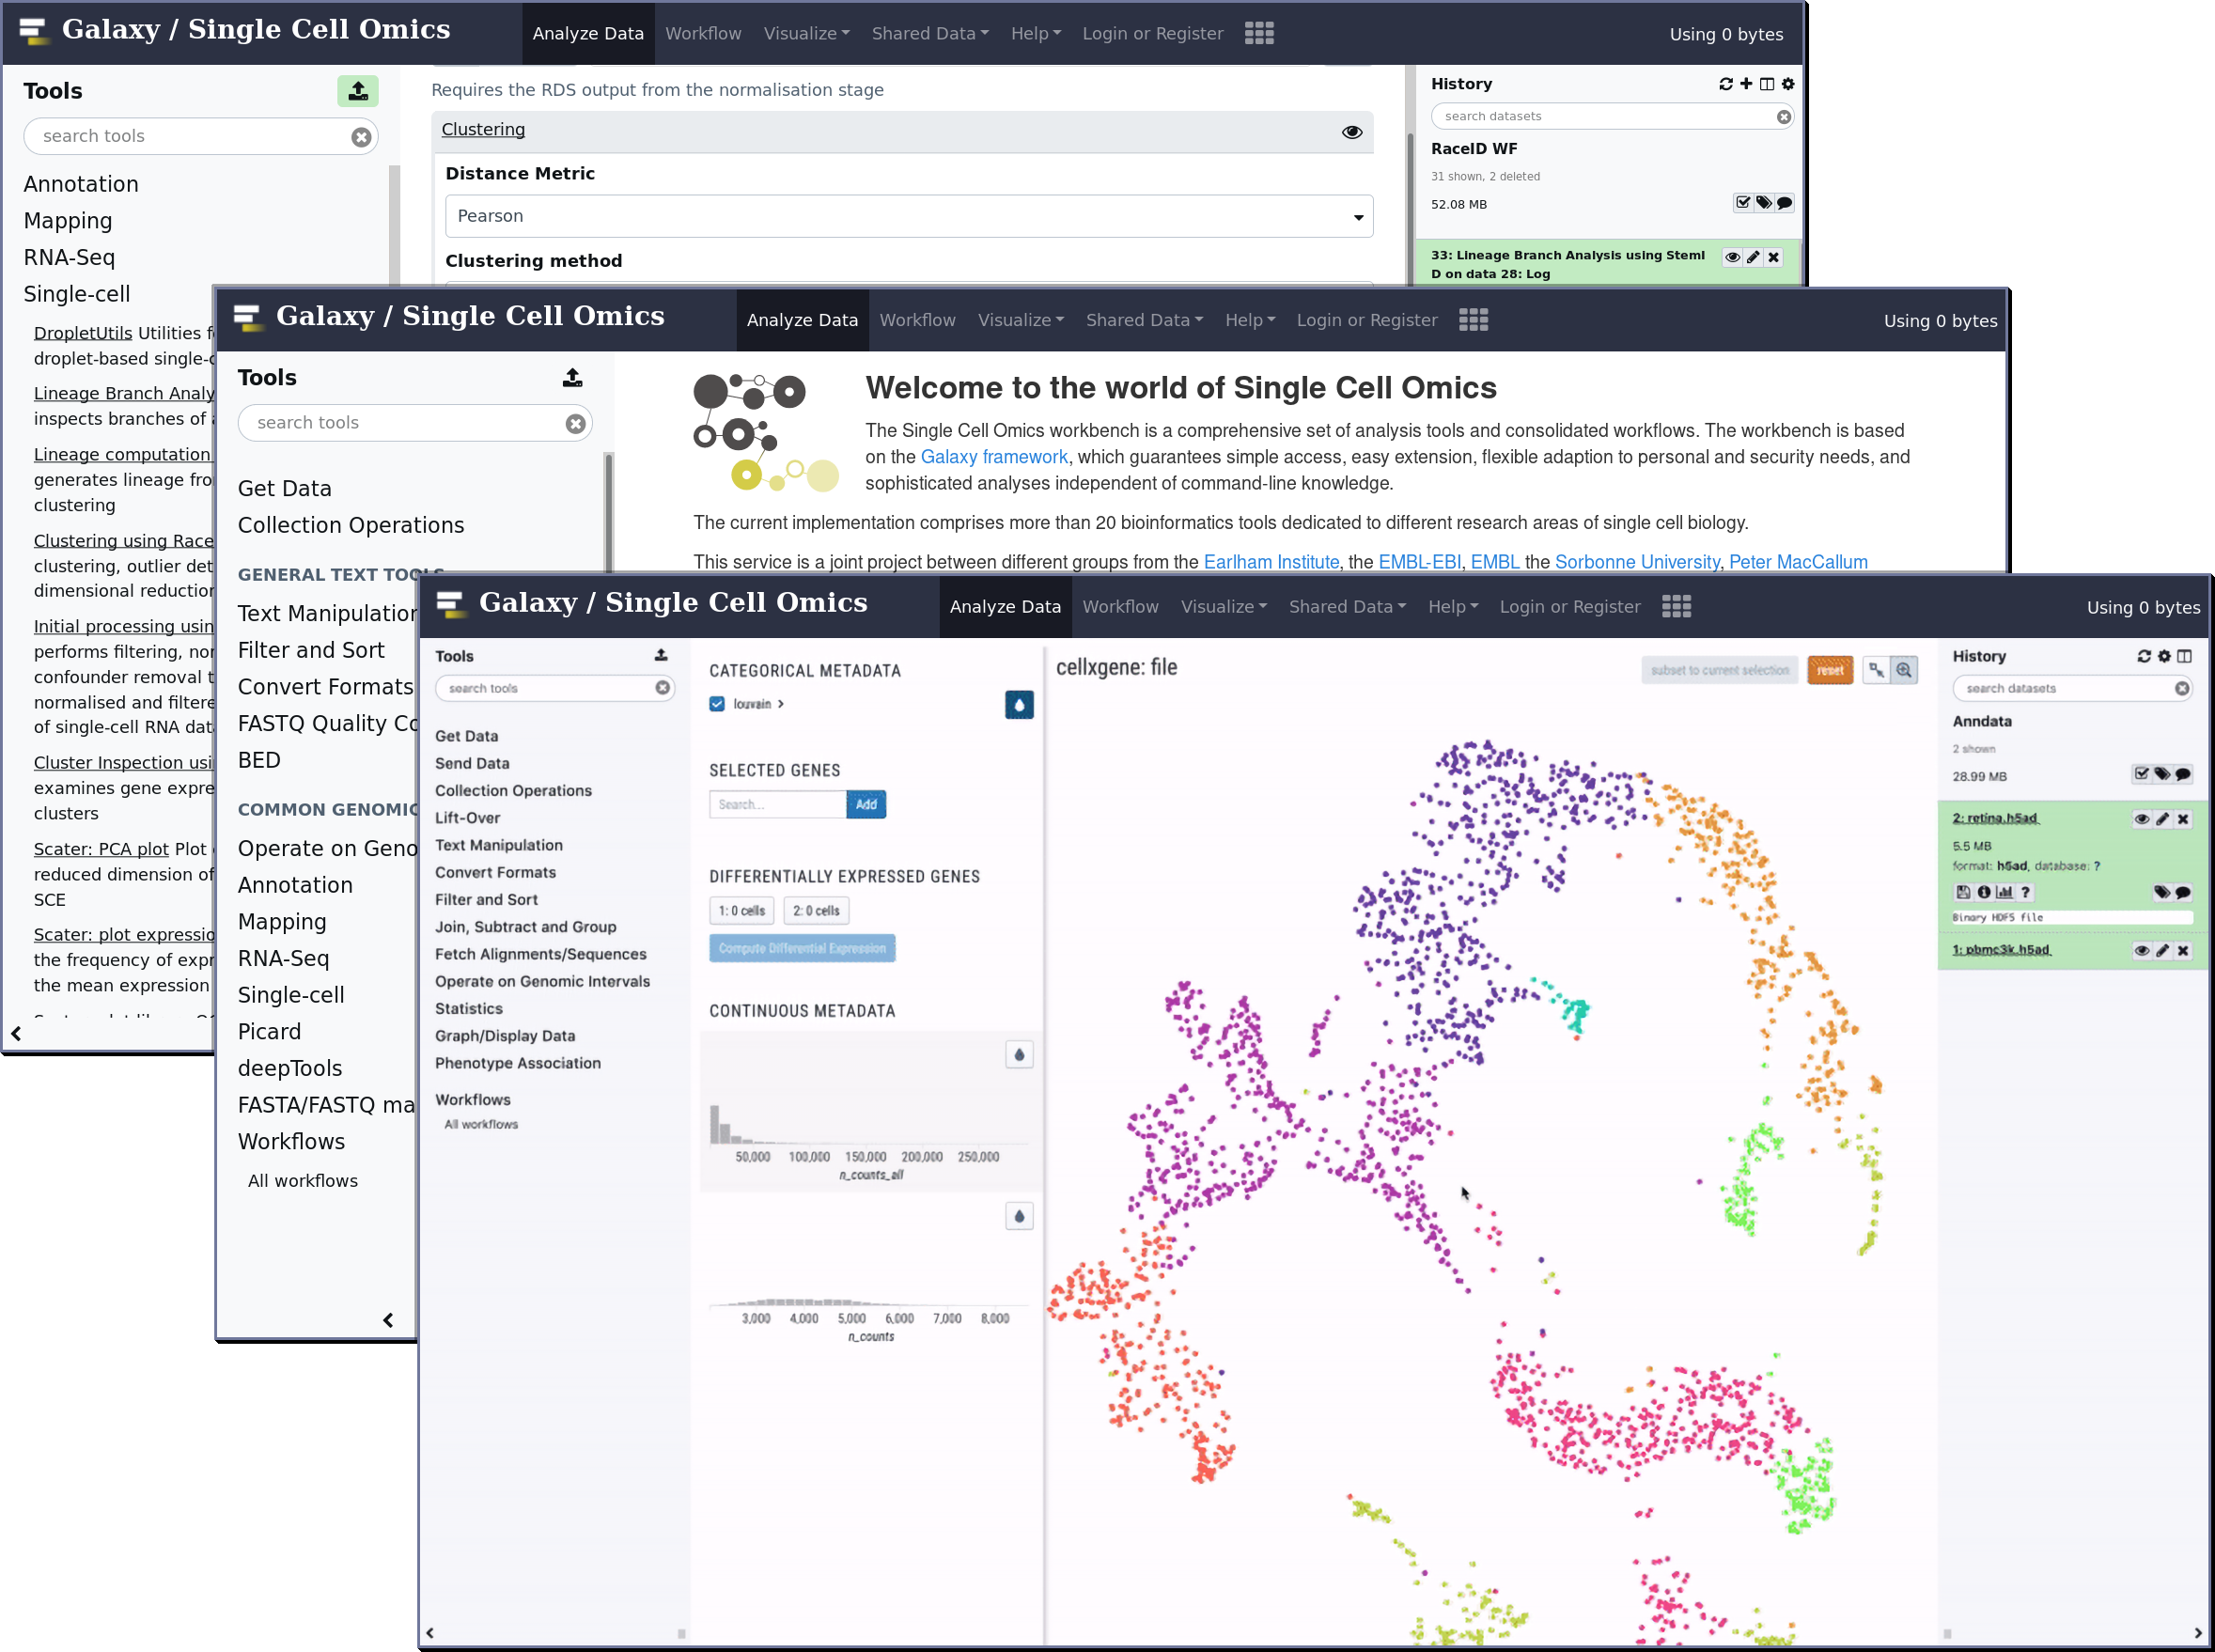 Galaxy / Single Cell Omics
Analyze Data Workflow Visualize Shared Data Help Login or Register
Using 0 bytes
Tools
search tools
Annotation
Mapping
RNA-Seq
Single-cell
DropletUtils Utilities
droplet-based
Lineage Branch
inspects branches of
Lineage computation
generates lineage
clustering
Clustering using
clustering, outlier
dimensional
Initial processing
performs filtering,
confounder removal
normalised and
of single-cell RNA
Cluster Inspection
examines gene
clusters
Scater: PCA plot Plot
reduced dimension of
SCE
Scater: plot
the frequency of
the mean expression
Requires the RDS output from the normalisation stage
Clustering
Distance Metric
Pearson
Clustering method
History
search datasets
RaceID WF
31 shown, 2 deleted
52.08 MB
33: Lineage Branch Analysis using StemI
D on data 28: Log
Galaxy / Single Cell Omics
Analyze Data Workflow Visualize Shared Data Help Login or Register
Using 0 bytes
Tools
search tools
Get Data
Collection Operations
GENERAL TEXT TOOLS
Text Manipulation
Filter and Sort
Convert Formats
FASTQ Quality
BED
COMMON GENOMIC
Operate on
Annotation
Mapping
RNA-Seq
Single-cell
Picard
deepTools
FASTA/FASTQ
Workflows
All workflows
Welcome to the world of Single Cell Omics
The Single Cell Omics workbench is a comprehensive set of analysis tools and consolidated workflows. The workbench is based
on the Galaxy framework, which guarantees simple access, easy extension, flexible adaption to personal and security needs, and
sophisticated analyses independent of command-line knowledge.
The current implementation comprises more than 20 bioinformatics tools dedicated to different research areas of single cell biology.
This service is a joint project between different groups from the Earlham Institute, the EMBL-EBI, EMBL the Sorbonne University, Peter MacCallum
Galaxy / Single Cell Omics
Analyze Data Workflow Visualize Shared Data Help Login or Register
Using 0 bytes
Tools
search tools
Get Data
Send Data
Collection Operations
Lift-Over
Text Manipulation
Convert Formats
Filter and Sort
Join, Subtract and Group
Fetch Alignments/Sequences
Operate on Genomic Intervals
Statistics
Graph/Display Data
Phenotype Association
Workflows
All workflows
CATEGORICAL METADATA
louvain
SELECTED GENES
Search... Add
DIFFERENTIALLY EXPRESSED GENES
1: 0 cells 2: 0 cells
Compute Differential Expression
CONTINUOUS METADATA
50,000 100,000 150,000 200,000 250,000
n_counts_all
3,000 4,000 5,000 6,000 7,000 8,000
n_counts
cellxgene: file
subset to current selection reset
History
search datasets
Anndata
2 shown
28.99 MB
2: retina.h5ad
5.5 MB
format: h5ad, database: ?
Binary HDF5 file
1: pbmc3k.h5ad